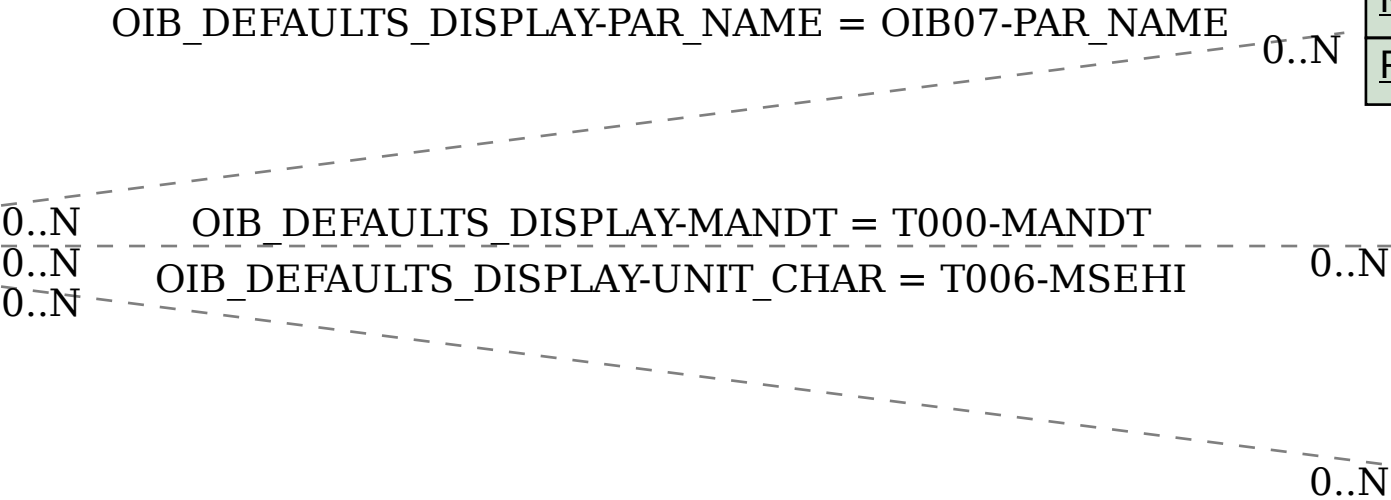 OIB_DEFAULTS_DISPLAY-PAR_NAME = OIB07-PAR_NAME
0..N
0..N
OIB_DEFAULTS_DISPLAY-MANDT = T000-MANDT
0..N
0..N
OIB_DEFAULTS_DISPLAY-UNIT_CHAR = T006-MSEHI
0..N
0..N